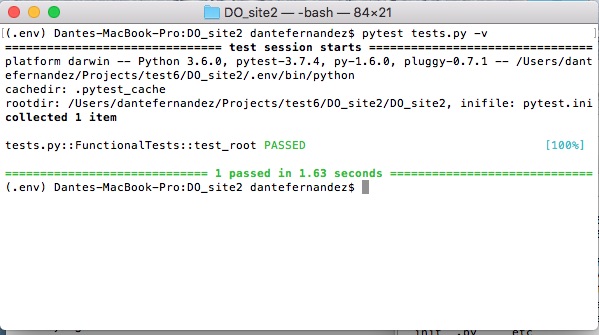 DO_site2 — -bash — 84×21
[(.env) Dantes-MacBook-Pro:DO_site2 dantefernandez$ pytest tests.py -v ]
============================= test session starts =============================
platform darwin -- Python 3.6.0, pytest-3.7.4, py-1.6.0, pluggy-0.7.1 -- /Users/dant
efernandez/Projects/test6/DO_site2/.env/bin/python
cachedir: .pytest_cache
rootdir: /Users/dantefernandez/Projects/test6/DO_site2/DO_site2, inifile: pytest.ini
collected 1 item
tests.py::FunctionalTests::test_root PASSED [100%]
========================== 1 passed in 1.63 seconds ===========================
(.env) Dantes-MacBook-Pro:DO_site2 dantefernandez$